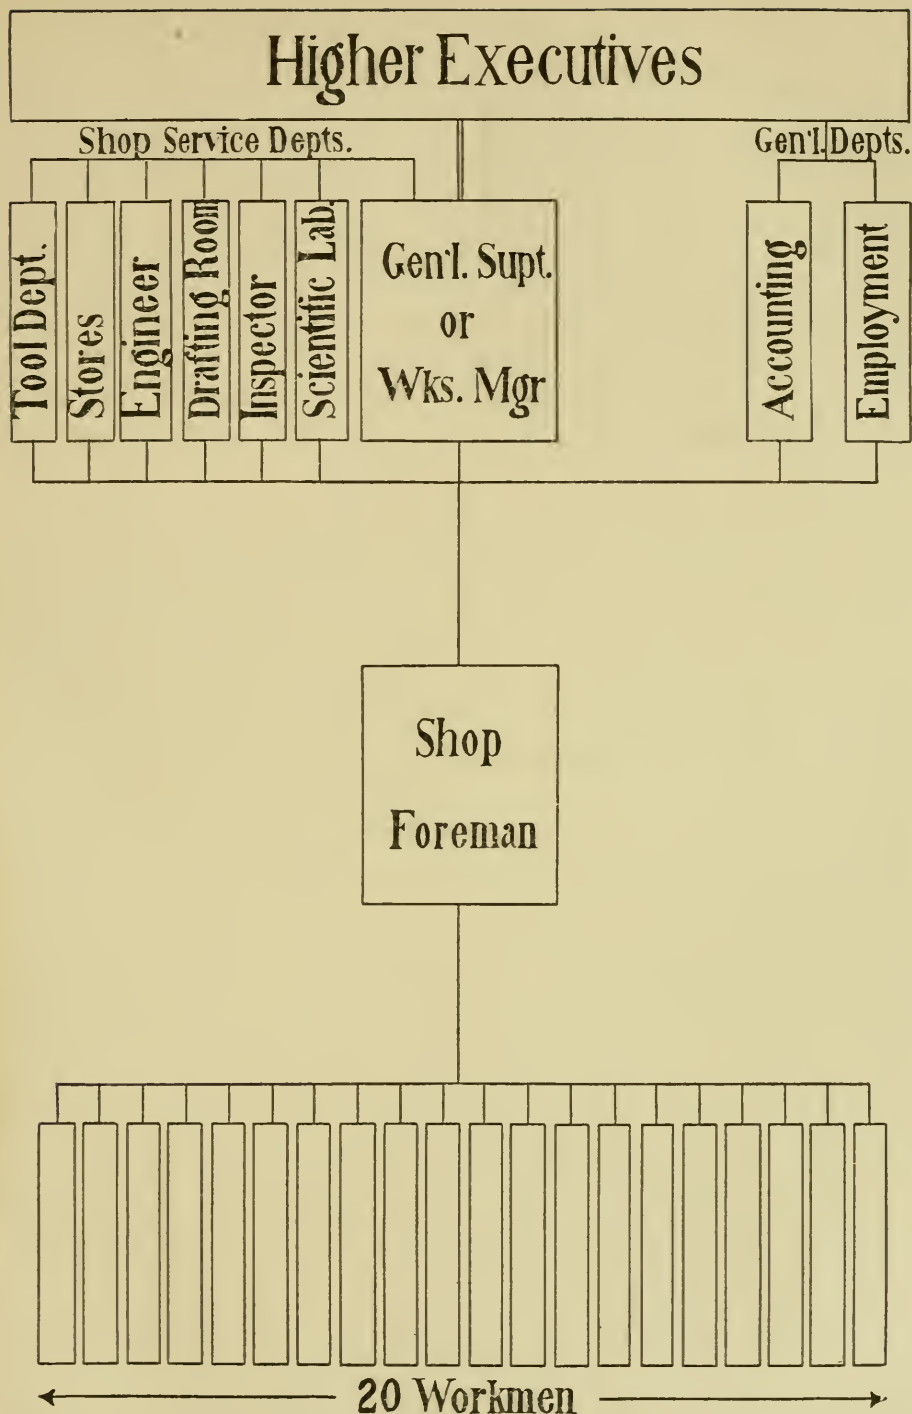 Higher Executives
Shop Service Depts.
Gen'l. Depts.
Tool Dept.
Stores
Engineer
Drafting Room
Inspector
Scientific Lab.
Gen'l. Supt.
or
Wks. Mgr
Accounting
Employment
Shop
Foreman
20 Workmen